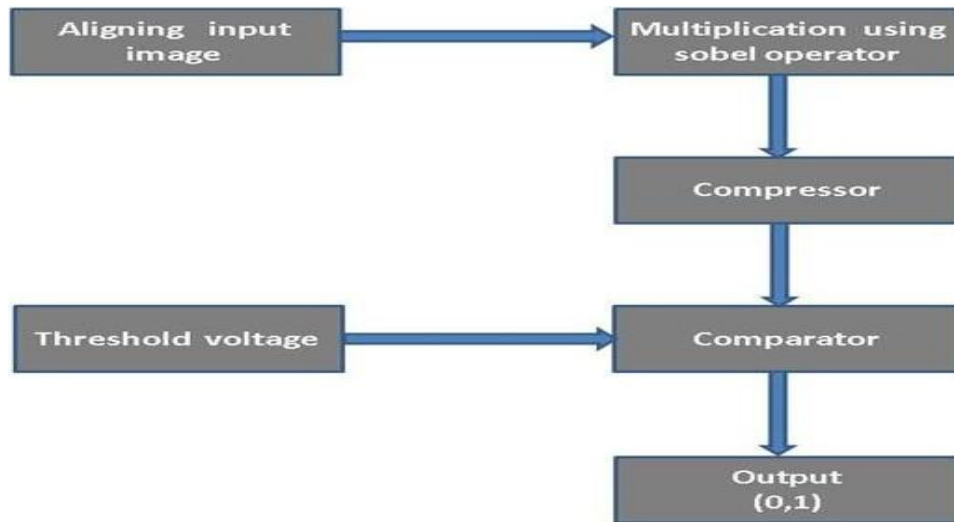 Aligning input
image
Multiplication using
sobel operator
Compressor
Threshold voltage
Comparator
Output
(0,1)